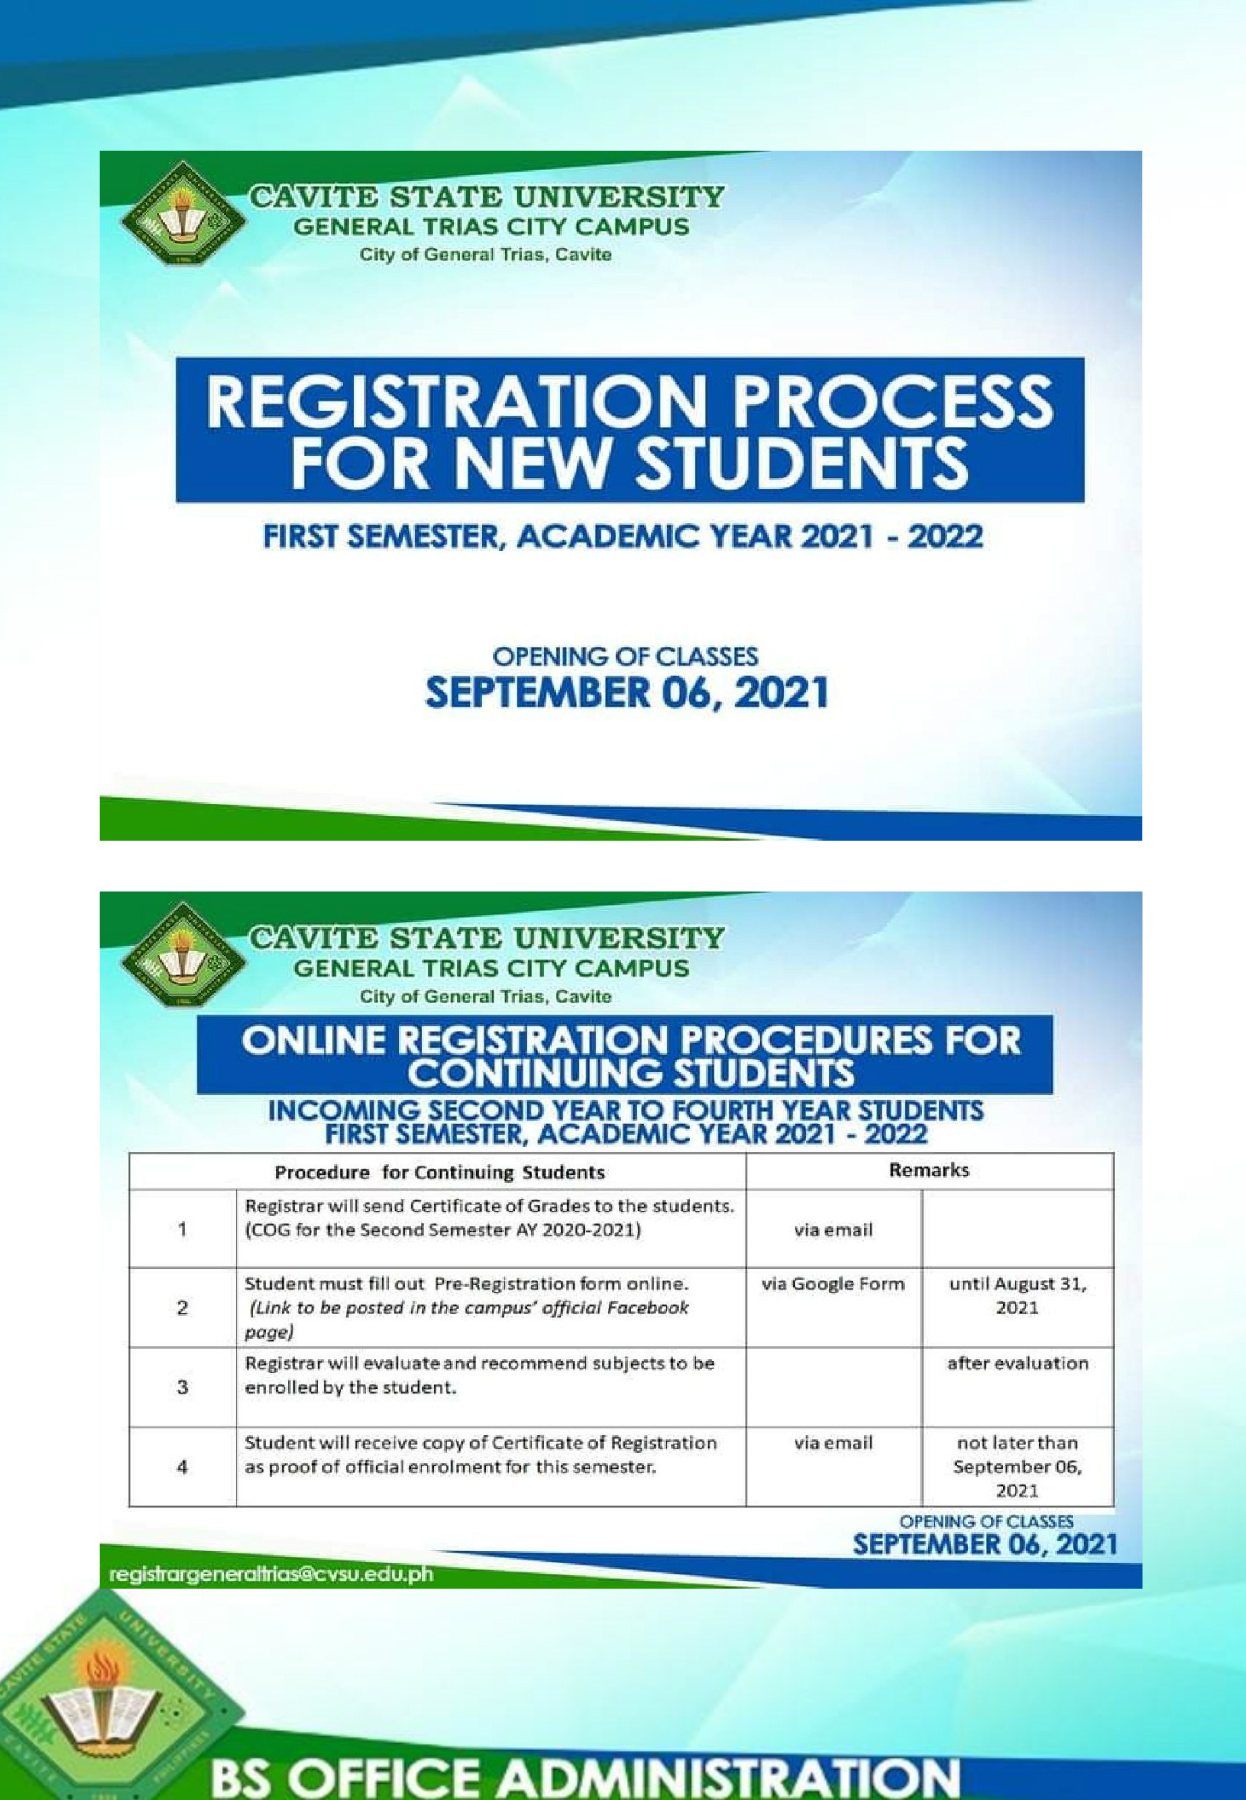 CAVITE STATE UNIVERSITY
GENERAL TRIAS CITY CAMPUS
City of General Trias, Cavite
REGISTRATION PROCESS
FOR NEW STUDENTS
FIRST SEMESTER, ACADEMIC YEAR 2021 - 2022
OPENING OF CLASSES
SEPTEMBER 06, 2021
CAVITE STATE UNIVERSITY
GENERAL TRIAS CITY CAMPUS
City of General Trias, Cavite
ONLINE REGISTRATION PROCEDURES FOR
CONTINUING STUDENTS
INCOMING SECOND YEAR TO FOURTH YEAR STUDENTS
FIRST SEMESTER, ACADEMIC YEAR 2021 - 2022
Procedure for Continuing Students Remarks
1
Registrar will send Certificate of Grades to the students.
(COG for the Second Semester AY 2020-2021)
via email
2
Student must fill out Pre-Registration form online.
(Link to be posted in the campus' official Facebook
page)
via Google Form
until August 31,
2021
3
Registrar will evaluate and recommend subjects to be
enrolled by the student.
after evaluation
4
Student will receive copy of Certificate of Registration
as proof of official enrolment for this semester.
via email
not later than
September 06,
2021
OPENING OF CLASSES
SEPTEMBER 06, 2021
registrargeneraltrias@cvsu.edu.ph
CAVITE STATE UNIVERSITY
CAVITE PHILIPPINES
BS OFFICE ADMINISTRATION